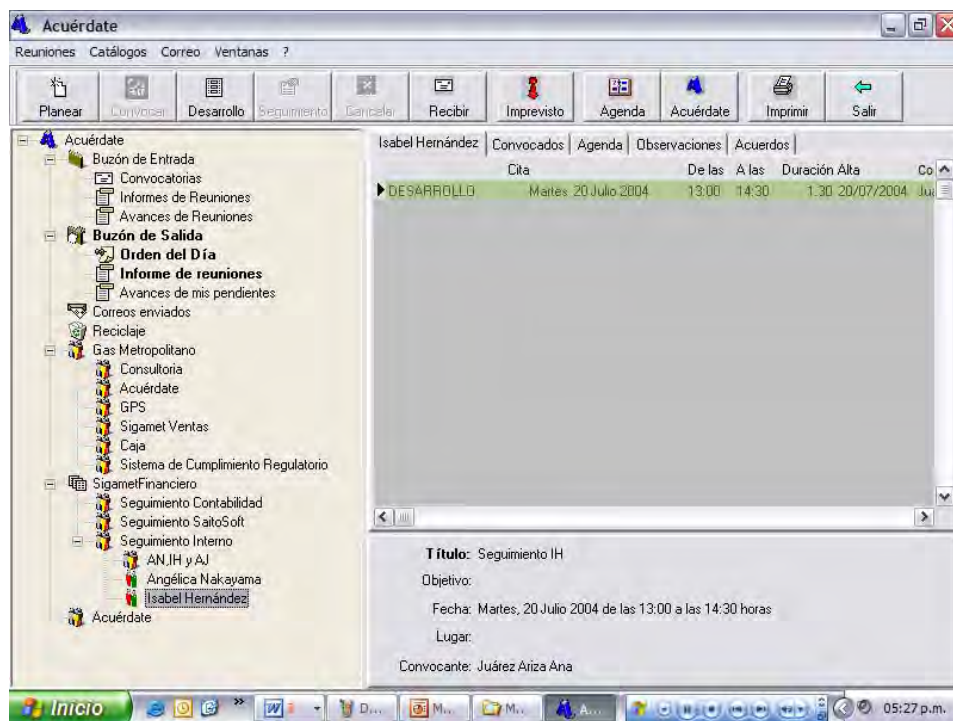 Acuérdate
Reuniones Catálogos Correo Ventanas ?
Planear Convocar Desarrollo Seguimiento Cancelar Recibir Imprevisto Agenda Acuérdate Imprimir Salir
Acuérdate
Buzón de Entrada
Convocatorias
Informes de Reuniones
Avances de Reuniones
Buzón de Salida
Orden del Día
Informe de reuniones
Avances de mis pendientes
Correos enviados
Reciclaje
Gas Metropolitano
Consultoria
Acuérdate
GPS
Sigamet Ventas
Caja
Sistema de Cumplimiento Regulatorio
SigametFinanciero
Seguimiento Contabilidad
Seguimiento SaitoSoft
Seguimiento Interno
AN,IH y AJ
Angélica Nakayama
Isabel Hernández
Acuérdate
Isabel Hernández Convocados Agenda Observaciones Acuerdos
Cita De las A las Duración Alta Co
DESARROLLO Martes 20 Julio 2004 13:00 14:30 1.30 20/07/2004 Juá
Título: Seguimiento IH
Objetivo:
Fecha: Martes, 20 Julio 2004 de las 13:00 a las 14:30 horas
Lugar:
Convocante: Juárez Ariza Ana
Inicio » D... M... M... A... 05:27 p.m.